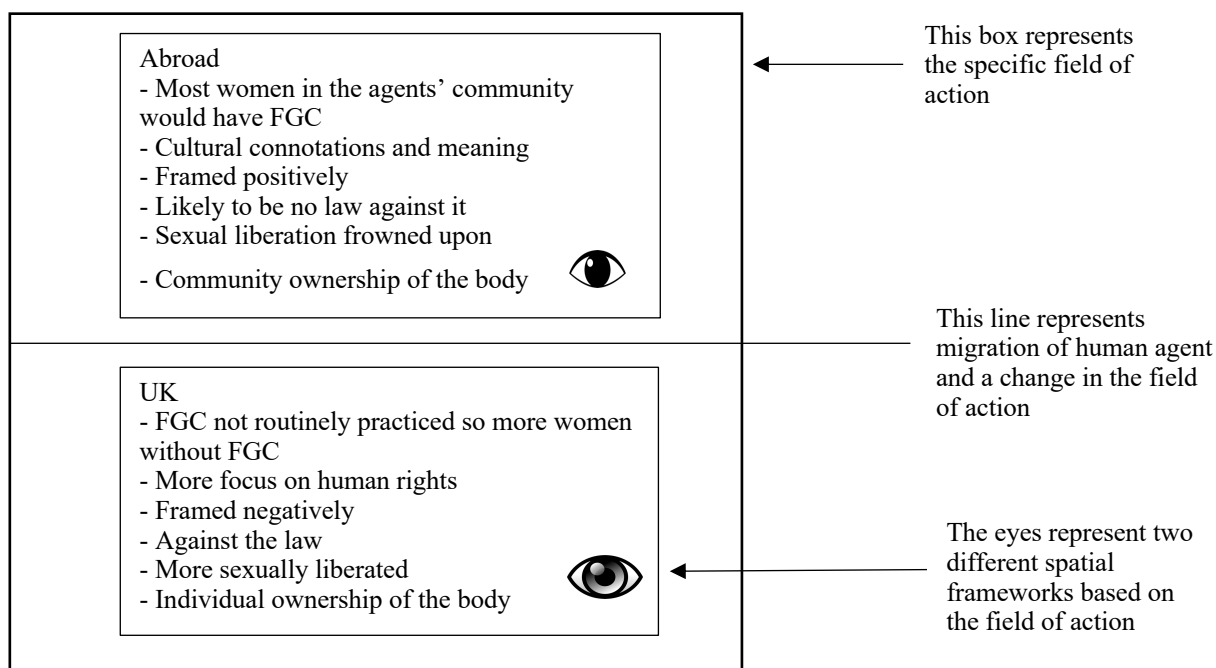 Abroad
- Most women in the agents’ community
would have FGC
- Cultural connotations and meaning
- Framed positively
- Likely to be no law against it
- Sexual liberation frowned upon
- Community ownership of the body
This box represents
the specific field of
action
This line represents
migration of human agent
and a change in the field
of action
UK
- FGC not routinely practiced so more women
without FGC
- More focus on human rights
- Framed negatively
- Against the law
- More sexually liberated
- Individual ownership of the body
The eyes represent two
different spatial
frameworks based on
the field of action